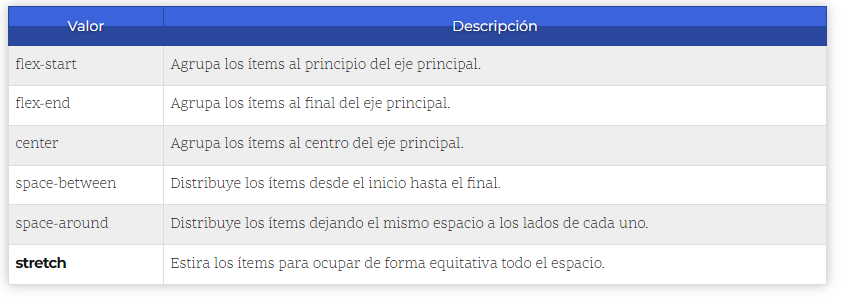 Valor Descripción
flex-start Agrupa los ítems al principio del eje principal.
flex-end Agrupa los ítems al final del eje principal.
center Agrupa los ítems al centro del eje principal.
space-between Distribuye los ítems desde el inicio hasta el final.
space-around Distribuye los ítems dejando el mismo espacio a los lados de cada uno.
stretch Estira los ítems para ocupar de forma equitativa todo el espacio.